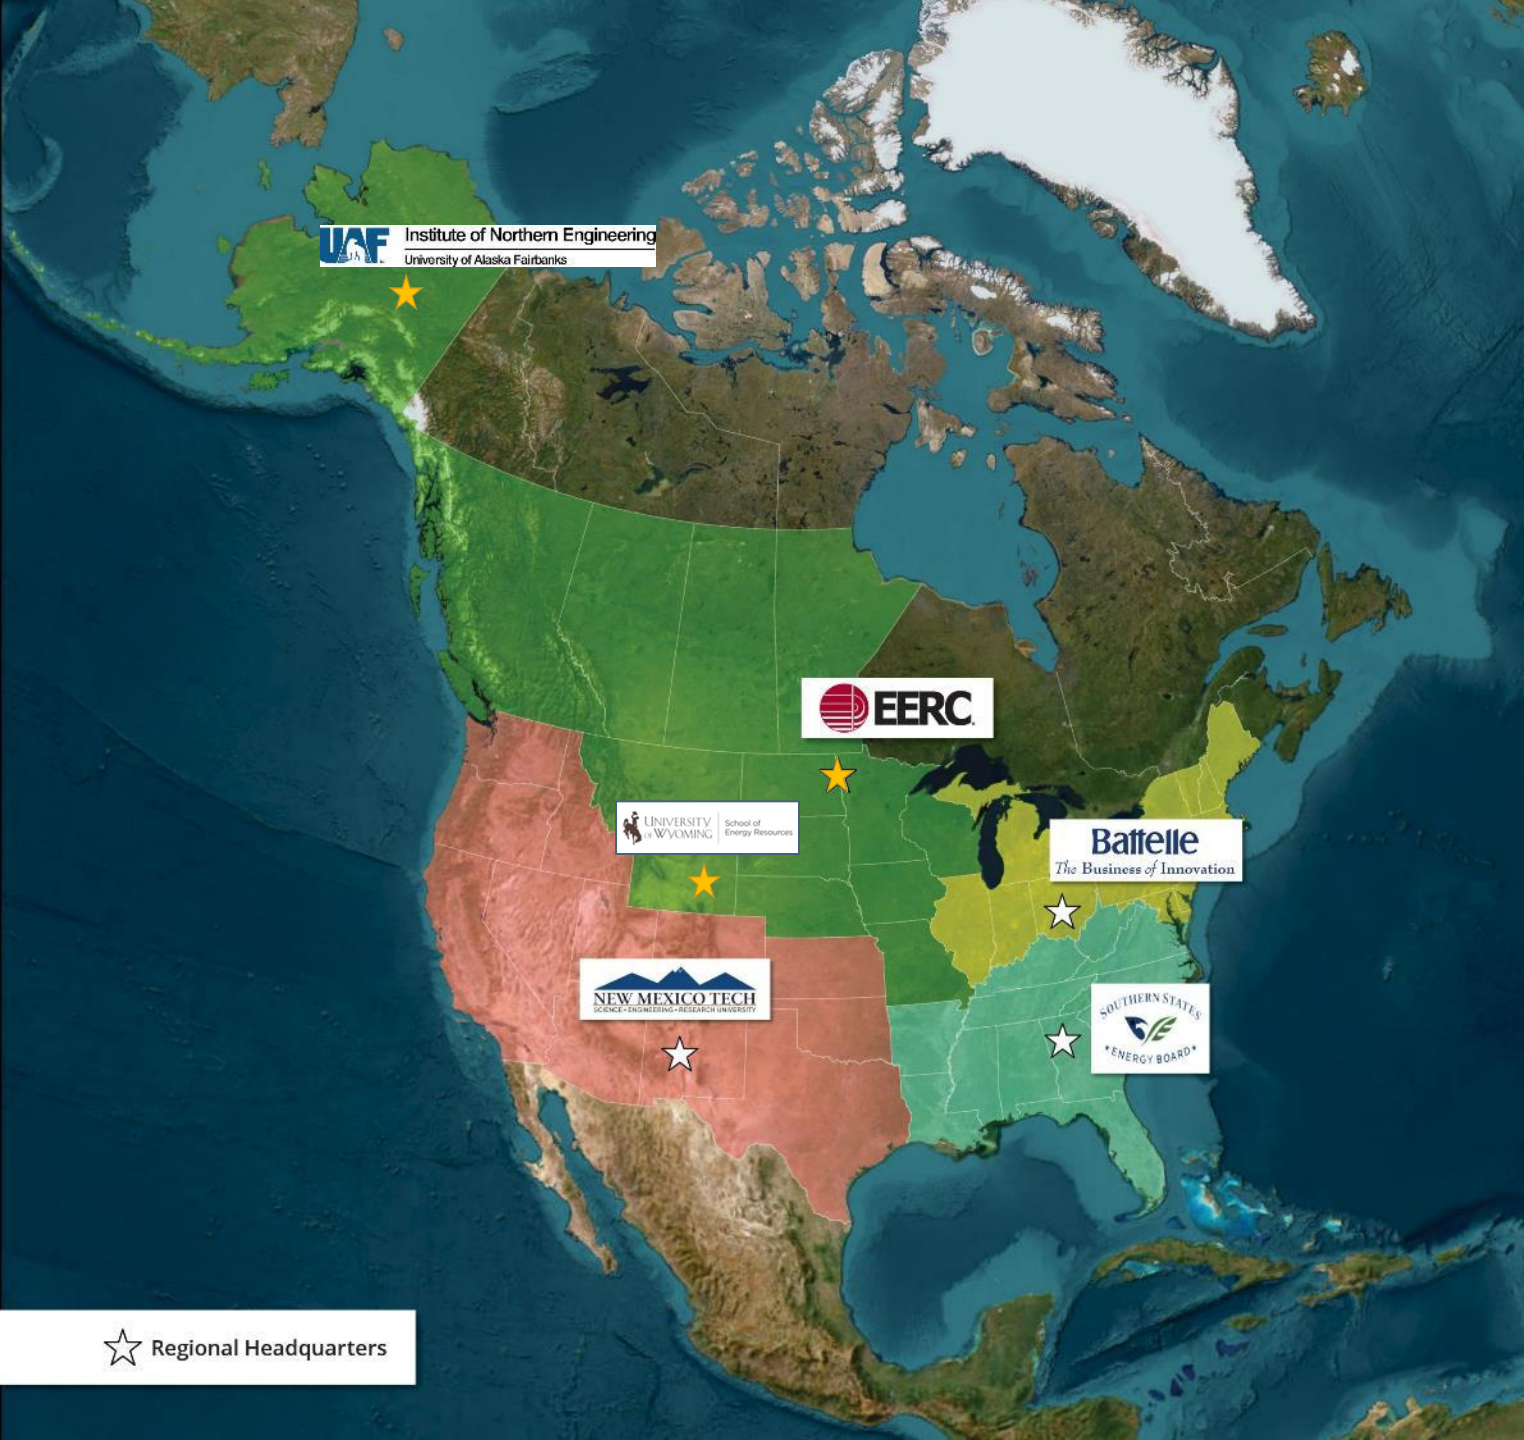 UAF
Institute of Northern Engineering
University of Alaska Fairbanks
EERC
UNIVERSITY
OF WYOMING
School of
Energy Resources
Battelle
The Business of Innovation
NEW MEXICO TECH
SCIENCE • ENGINEERING • RESEARCH UNIVERSITY
SOUTHERN STATES
ENERGY BOARD
Regional Headquarters